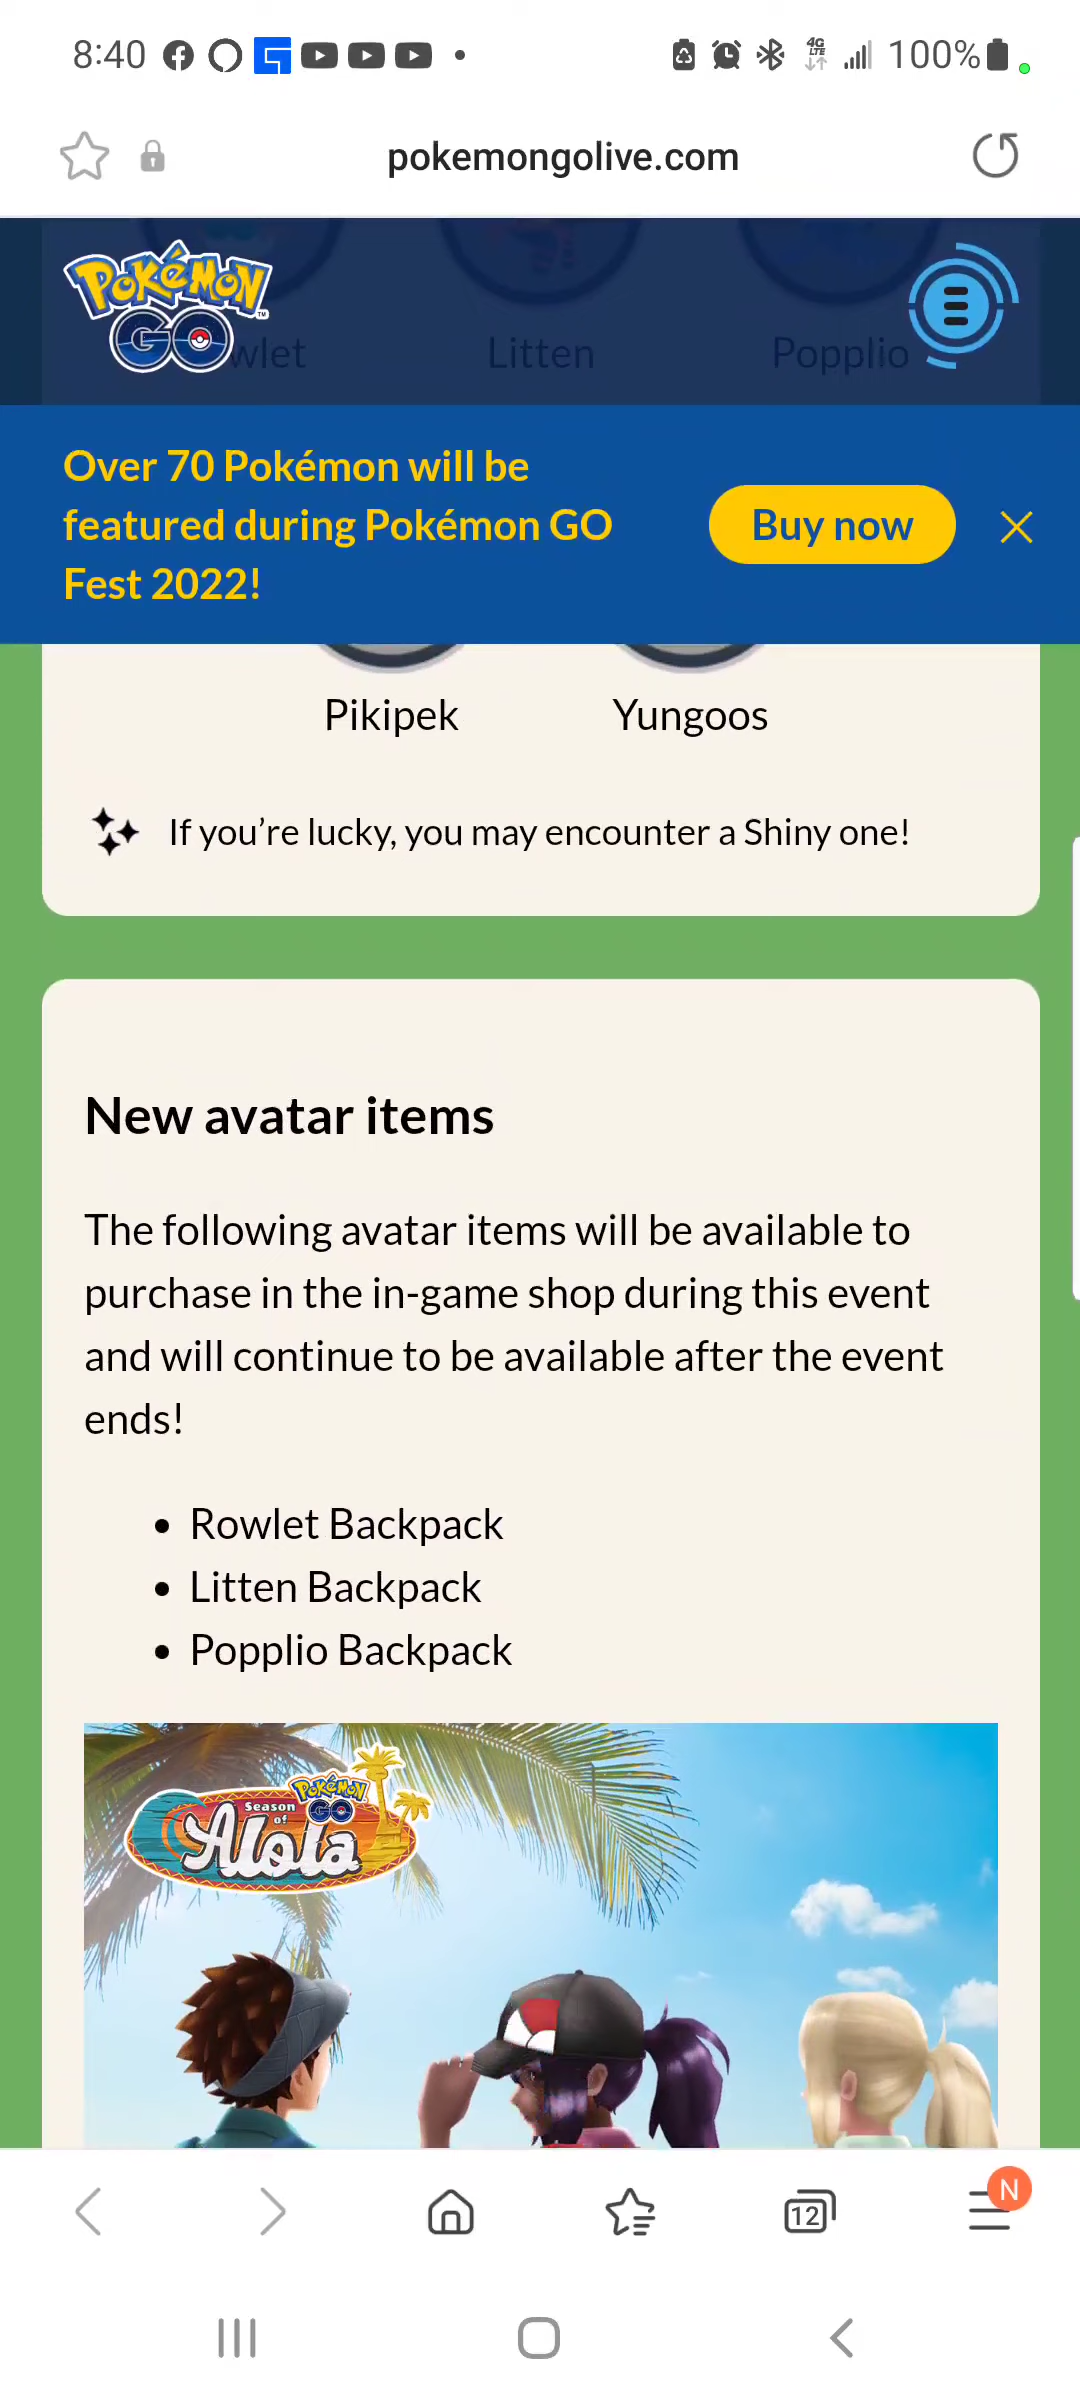 8:40
4G
LTE
100%
pokemongolive.com
POKéMON
GO
wlet
Litten
Popplio
Over 70 Pokémon will be
featured during Pokémon GO
Fest 2022!
Buy now
Pikipek
Yungoos
If you’re lucky, you may encounter a Shiny one!
New avatar items
The following avatar items will be available to
purchase in the in-game shop during this event
and will continue to be available after the event
ends!
• Rowlet Backpack
• Litten Backpack
• Popplio Backpack
POKéMON
GO
Season
of
Alola
12
N